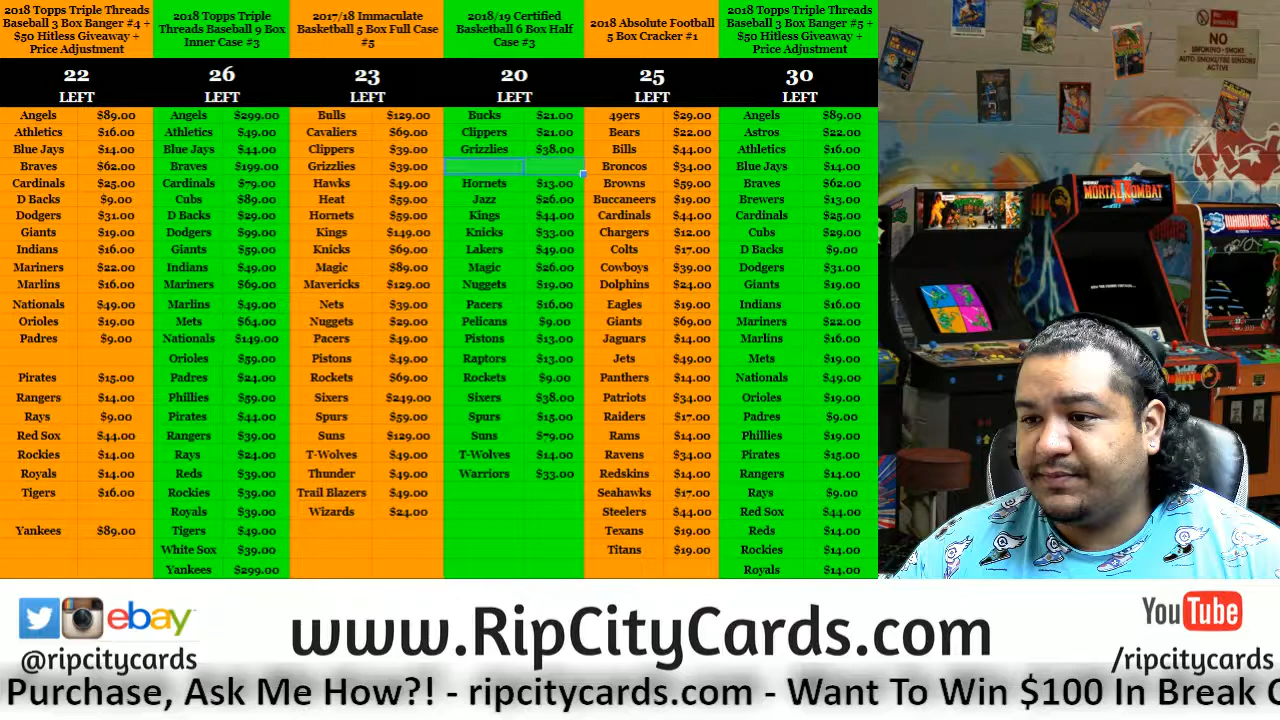 2018 Topps Triple Threads
Baseball 3 Box Banger #4 +
$50 Hitless Giveaway +
Price Adjustment
22
LEFT
Angels $89.00
Athletics $16.00
Blue Jays $14.00
Braves $62.00
Cardinals $25.00
D Backs $9.00
Dodgers $31.00
Giants $19.00
Indians $16.00
Mariners $22.00
Marlins $16.00
Nationals $49.00
Orioles $19.00
Padres $9.00
Pirates $15.00
Rangers $14.00
Rays $9.00
Red Sox $44.00
Rockies $14.00
Royals $14.00
Tigers $16.00
Yankees $89.00
2018 Topps Triple
Threads Baseball 9 Box
Inner Case #3
26
LEFT
Angels $299.00
Athletics $49.00
Blue Jays $44.00
Braves $199.00
Cardinals $79.00
Cubs $89.00
D Backs $29.00
Dodgers $99.00
Giants $59.00
Indians $49.00
Mariners $69.00
Marlins $49.00
Mets $64.00
Nationals $149.00
Orioles $59.00
Padres $24.00
Phillies $59.00
Pirates $44.00
Rangers $39.00
Rays $24.00
Reds $39.00
Rockies $39.00
Royals $39.00
Tigers $49.00
White Sox $39.00
Yankees $299.00
2017/18 Immaculate
Basketball 5 Box Full Case
#5
23
LEFT
Bulls $129.00
Cavaliers $69.00
Clippers $39.00
Grizzlies $39.00
Hawks $49.00
Heat $59.00
Hornets $59.00
Kings $149.00
Knicks $69.00
Magic $89.00
Mavericks $129.00
Nets $39.00
Nuggets $29.00
Pacers $49.00
Pistons $49.00
Rockets $69.00
Sixers $249.00
Spurs $59.00
Suns $129.00
T-Wolves $49.00
Thunder $49.00
Trail Blazers $49.00
Wizards $24.00
2018/19 Certified
Basketball 6 Box Half
Case #3
20
LEFT
Bucks $21.00
Clippers $21.00
Grizzlies $38.00
Hornets $13.00
Jazz $26.00
Kings $44.00
Knicks $33.00
Lakers $49.00
Magic $26.00
Nuggets $19.00
Pacers $16.00
Pelicans $9.00
Pistons $13.00
Raptors $13.00
Rockets $9.00
Sixers $38.00
Spurs $15.00
Suns $79.00
T-Wolves $14.00
Warriors $33.00
2018 Absolute Football
5 Box Cracker #1
25
LEFT
49ers $29.00
Bears $22.00
Bills $44.00
Broncos $34.00
Browns $59.00
Buccaneers $19.00
Cardinals $44.00
Chargers $12.00
Colts $17.00
Cowboys $39.00
Dolphins $24.00
Eagles $19.00
Giants $69.00
Jaguars $14.00
Jets $49.00
Panthers $14.00
Patriots $34.00
Raiders $17.00
Rams $14.00
Ravens $34.00
Redskins $14.00
Seahawks $17.00
Steelers $44.00
Texans $19.00
Titans $19.00
2018 Topps Triple Threads
Baseball 3 Box Banger #5 +
$50 Hitless Giveaway +
Price Adjustment
30
LEFT
Angels $89.00
Astros $22.00
Athletics $16.00
Blue Jays $14.00
Braves $62.00
Brewers $13.00
Cardinals $25.00
Cubs $29.00
D Backs $9.00
Dodgers $31.00
Giants $19.00
Indians $16.00
Mariners $22.00
Marlins $16.00
Mets $19.00
Nationals $49.00
Orioles $19.00
Padres $9.00
Phillies $19.00
Pirates $15.00
Rangers $14.00
Rays $9.00
Red Sox $44.00
Reds $14.00
Rockies $14.00
Royals $14.00
NO
SMOKING-SMOKE
AUTO-SMOKE/FIRE SENSORS
ACTIVE
MORTAL KOMBAT
MARIO BROS.
ebay
@ripcitycards
www.RipCityCards.com
YouTube
/ripcitycards
Purchase, Ask Me How?! - ripcitycards.com - Want To Win $100 In Break